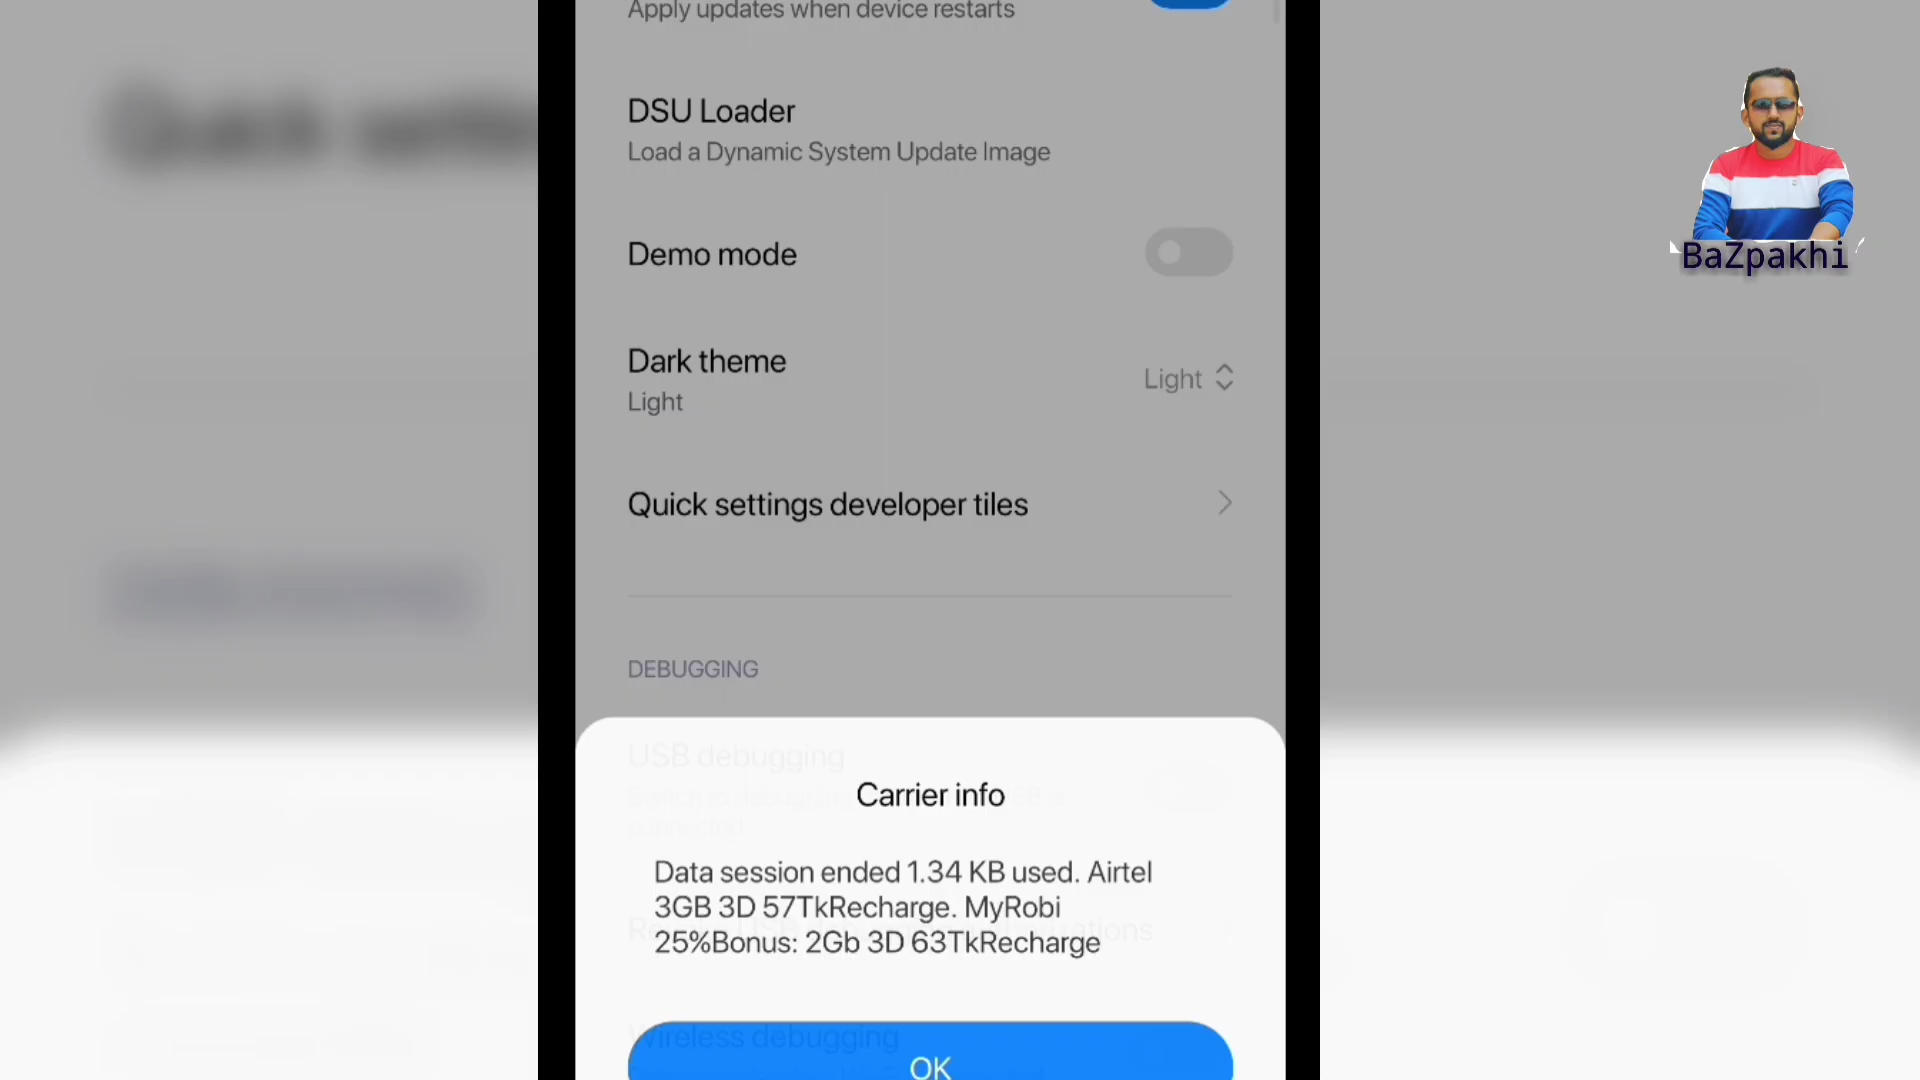 Apply updates when device restarts
DSU Loader
Load a Dynamic System Update Image
Demo mode
Dark theme
Light
Light
Quick settings developer tiles
DEBUGGING
USB debugging
Carrier info
Data session ended 1.34 KB used. Airtel
3GB 3D 57TkRecharge. MyRobi
25%Bonus: 2Gb 3D 63TkRecharge
Wireless debugging
OK
BaZpakhi
Quick